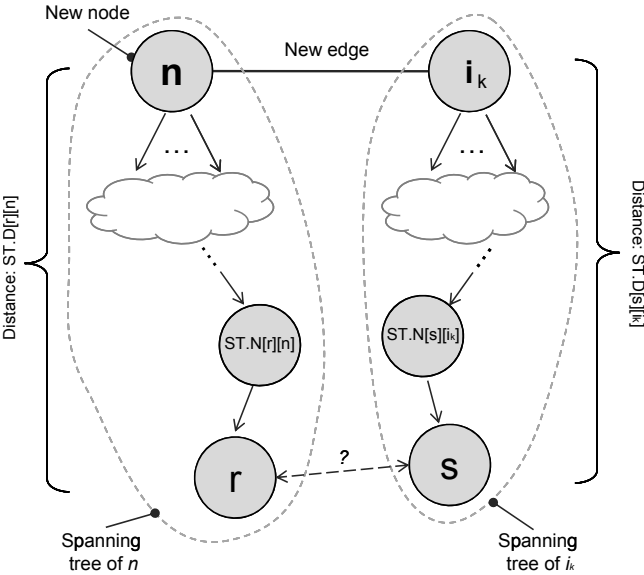 New node
New edge
n
i k
...
...
Distance: ST.D[r][n]
Distance: ST.D[s][ik]
ST.N[r][n]
ST.N[s][ik]
?
r
s
Spanning
tree of n
Spanning
tree of ik